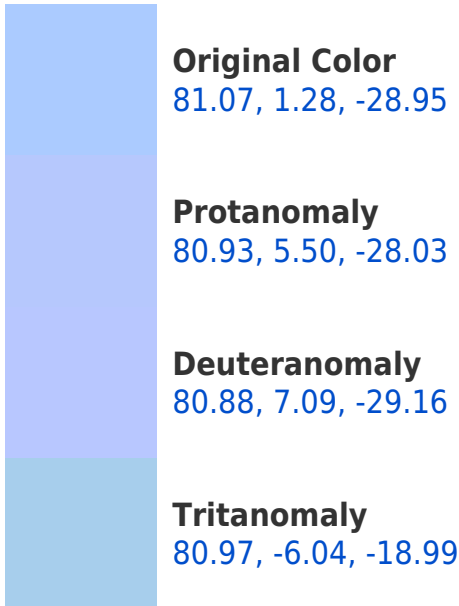 Original Color
81.07, 1.28, -28.95
Protanomaly
80.93, 5.50, -28.03
Deuteranomaly
80.88, 7.09, -29.16
Tritanomaly
80.97, -6.04, -18.99